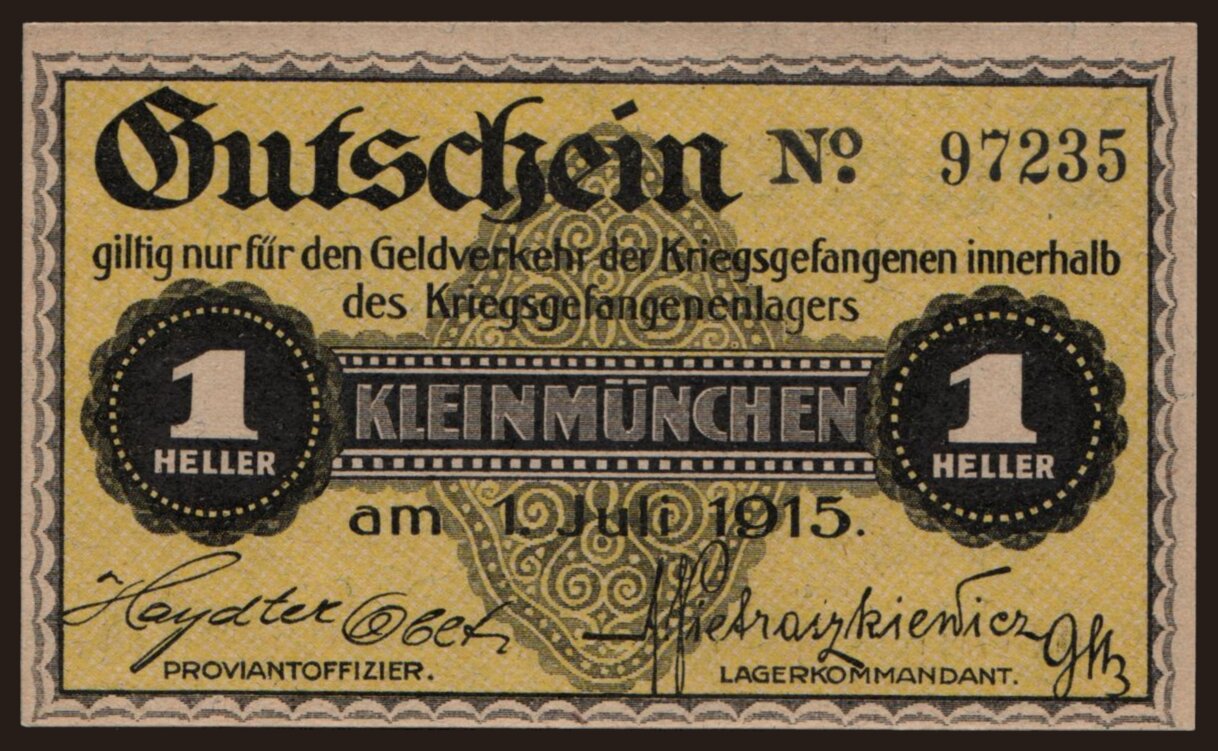 Gutschein No. 97235
giltig nur für den Geldverkehr der Kriegsgefangenen innerhalb
des Kriegsgefangenenlagers
1 HELLER
KLEINMÜNCHEN
1 HELLER
am 1. Juli 1915.
Haydter
Pietraszkiewicz
PROVIANTOFFIZIER.
LAGERKOMMANDANT.